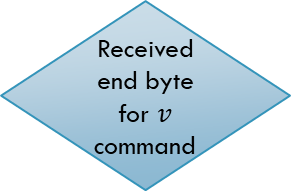 Received
end byte
for v
command